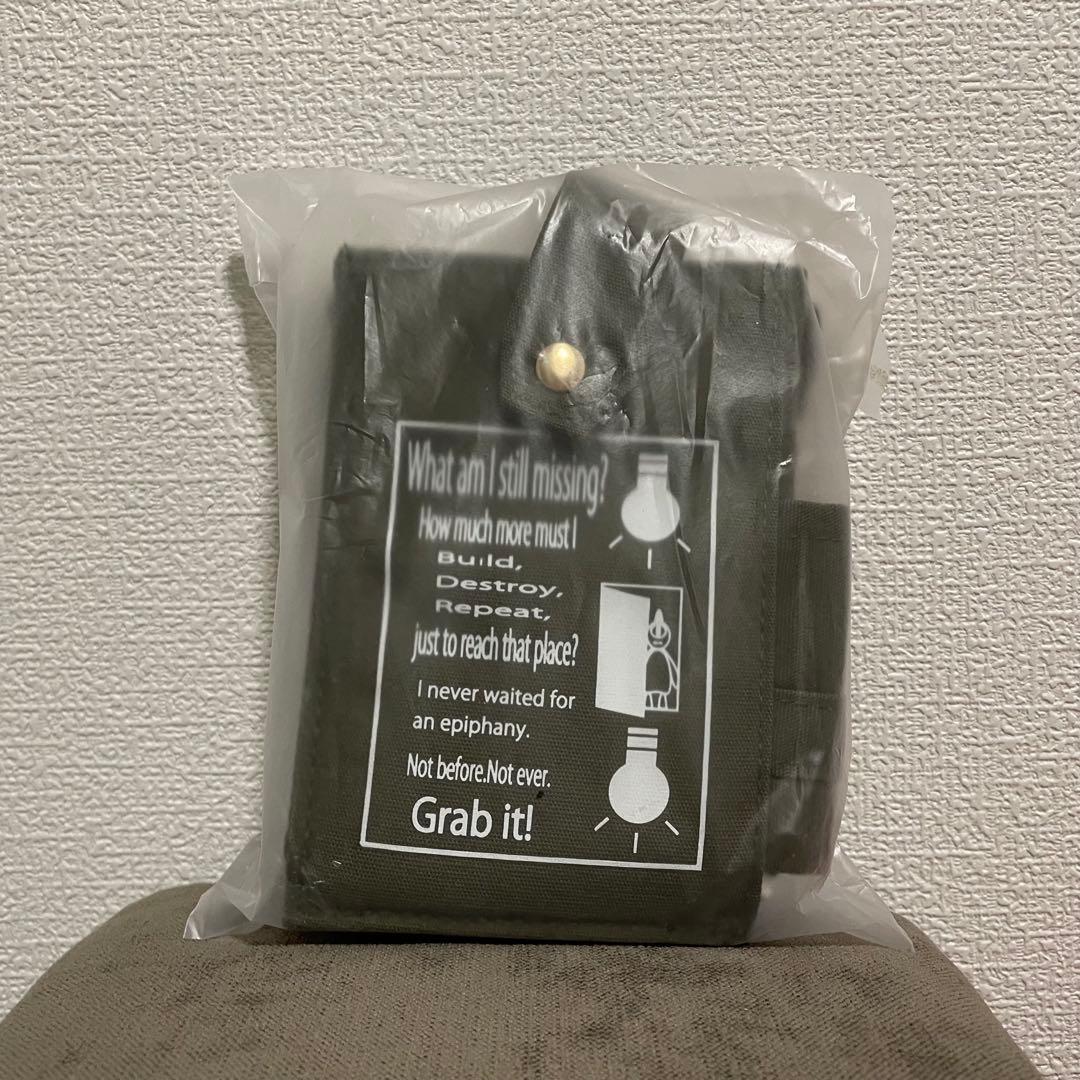 What am I still missing?
How much more must I
Build,
Destroy,
Repeat,
just to reach that place?
I never waited for
an epiphany.
Not before.Not ever.
Grab it!